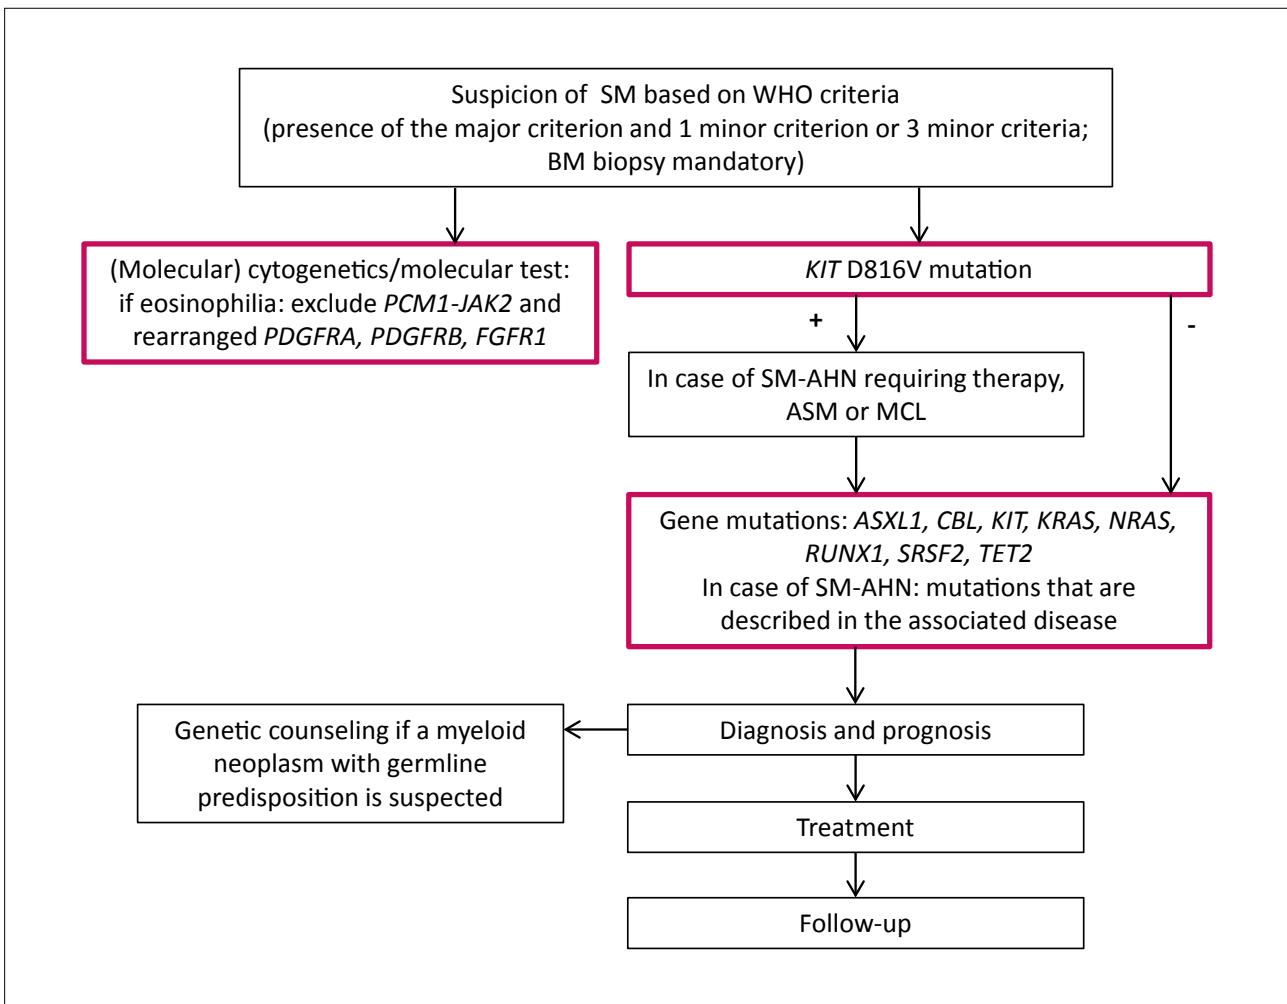 Suspicion of  SM based on WHO criteria
(presence of the major criterion and 1 minor criterion or 3 minor criteria;
BM biopsy mandatory)
(Molecular) cytogenetics/molecular test:
if eosinophilia: exclude PCM1-JAK2 and
rearranged PDGFRA, PDGFRB, FGFR1
KIT D816V mutation
+
-
In case of SM-AHN requiring therapy,
ASM or MCL
Gene mutations: ASXL1, CBL, KIT, KRAS, NRAS,
RUNX1, SRSF2, TET2
In case of SM-AHN: mutations that are
described in the associated disease
Genetic counseling if a myeloid
neoplasm with germline
predisposition is suspected
Diagnosis and prognosis
Treatment
Follow-up